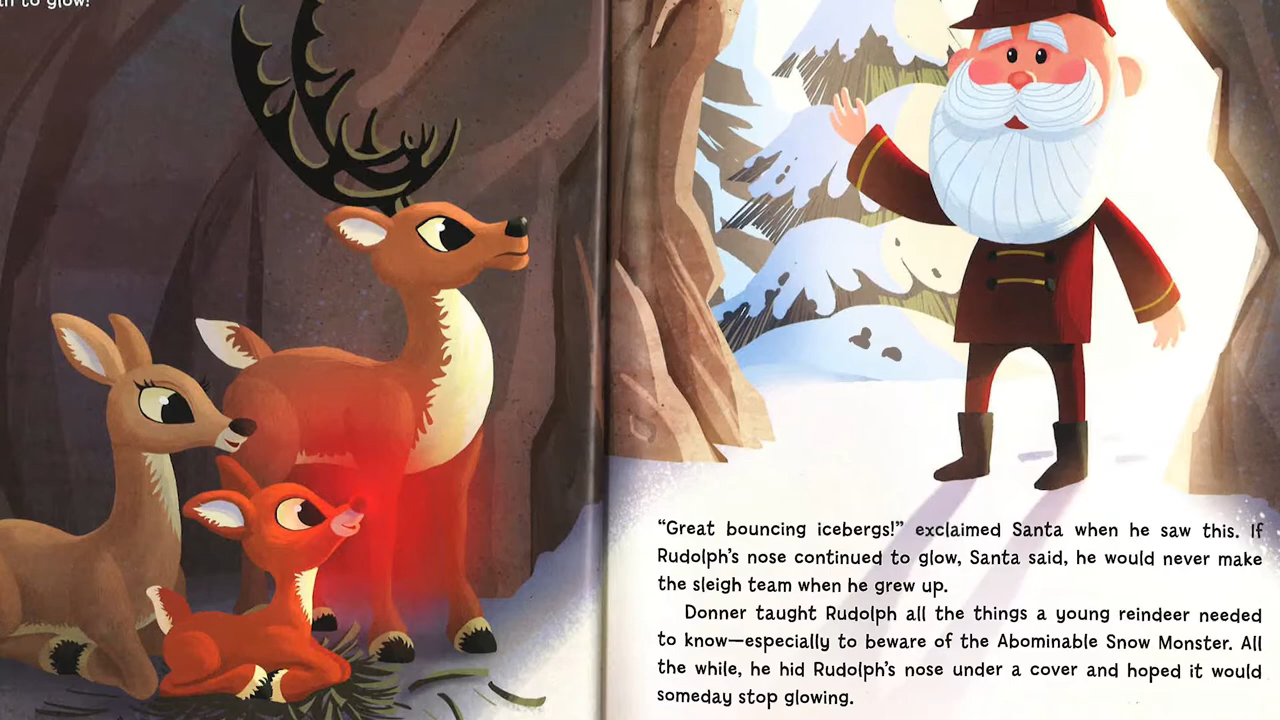 to glow!
“Great bouncing icebergs!” exclaimed Santa when he saw this. If
Rudolph’s nose continued to glow, Santa said, he would never make
the sleigh team when he grew up.
Donner taught Rudolph all the things a young reindeer needed
to know—especially to beware of the Abominable Snow Monster. All
the while, he hid Rudolph’s nose under a cover and hoped it would
someday stop glowing.